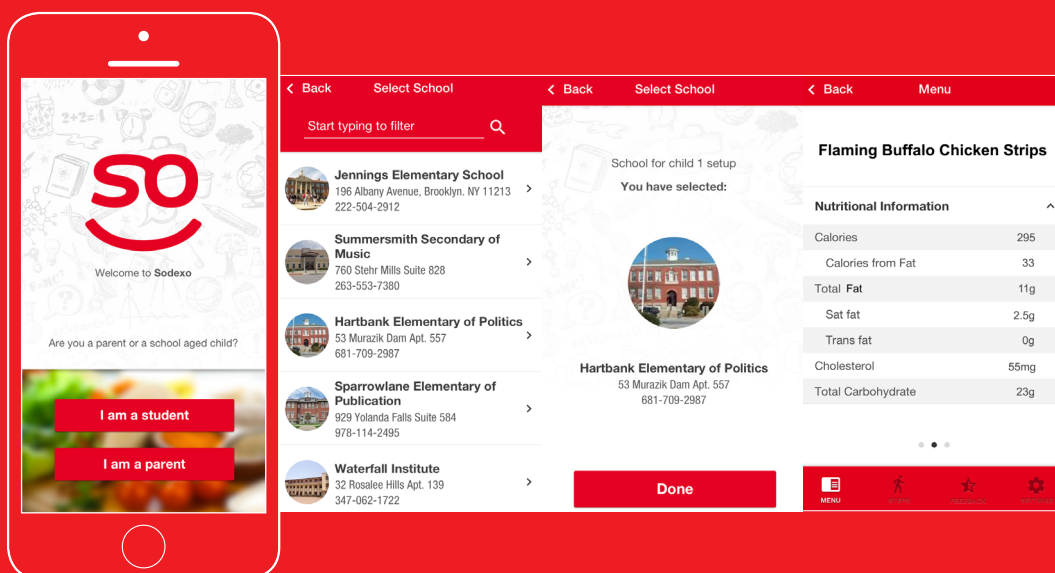 so
Welcome to Sodexo
Are you a parent or a school aged child?
I am a student
I am a parent
Back
Select School
Start typing to filter
Jennings Elementary School
196 Albany Avenue, Brooklyn. NY 11213
222-504-2912
Summersmith Secondary of
Music
760 Stehr Mills Suite 828
263-553-7380
Hartbank Elementary of Politics
53 Murazik Dam Apt. 557
681-709-2987
Sparrowlane Elementary of
Publication
929 Yolanda Falls Suite 584
978-114-2495
Waterfall Institute
32 Rosalee Hills Apt. 139
347-062-1722
Back
Select School
School for child 1 setup
You have selected:
Hartbank Elementary of Politics
53 Murazik Dam Apt. 557
681-709-2987
Done
Back
Menu
Flaming Buffalo Chicken Strips
Nutritional Information
Calories 295
Calories from Fat 33
Total Fat 11g
Sat fat 2.5g
Trans fat 0g
Cholesterol 55mg
Total Carbohydrate 23g
MENU
FEEDBACK